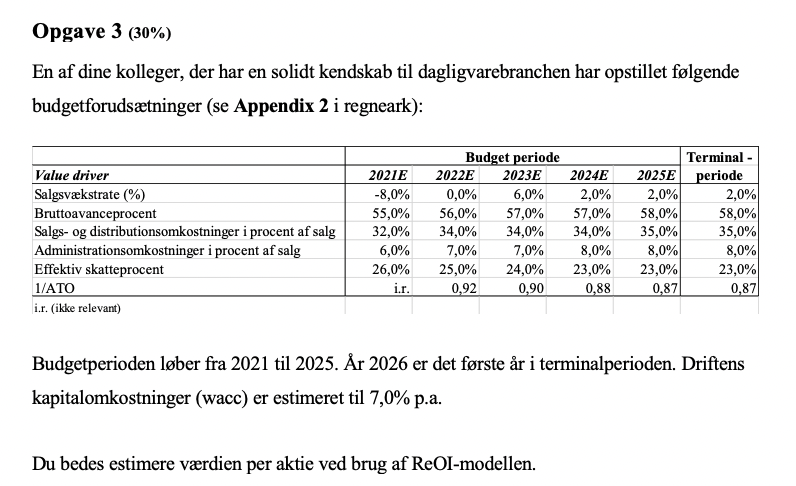 Opgave 3 (30%)
En af dine kolleger, der har en solidt kendskab til dagligvarebranchen har opstillet følgende
budgetforudsætninger (se Appendix 2 i regneark):
Budget periode Terminal -
Value driver 2021E 2022E 2023E 2024E 2025E periode
Salgsvækstrate (%) -8,0% 0,0% 6,0% 2,0% 2,0% 2,0%
Bruttoavanceprocent 55,0% 56,0% 57,0% 57,0% 58,0% 58,0%
Salgs- og distributionsomkostninger i procent af salg 32,0% 34,0% 34,0% 34,0% 35,0% 35,0%
Administrationsomkostninger i procent af salg 6,0% 7,0% 7,0% 8,0% 8,0% 8,0%
Effektiv skatteprocent 26,0% 25,0% 24,0% 23,0% 23,0% 23,0%
1/ATO i.r. 0,92 0,90 0,88 0,87 0,87
i.r. (ikke relevant)
Budgetperioden løber fra 2021 til 2025. År 2026 er det første år i terminalperioden. Driftens
kapitalomkostninger (wacc) er estimeret til 7,0% p.a.
Du bedes estimere værdien per aktie ved brug af ReOI-modellen.